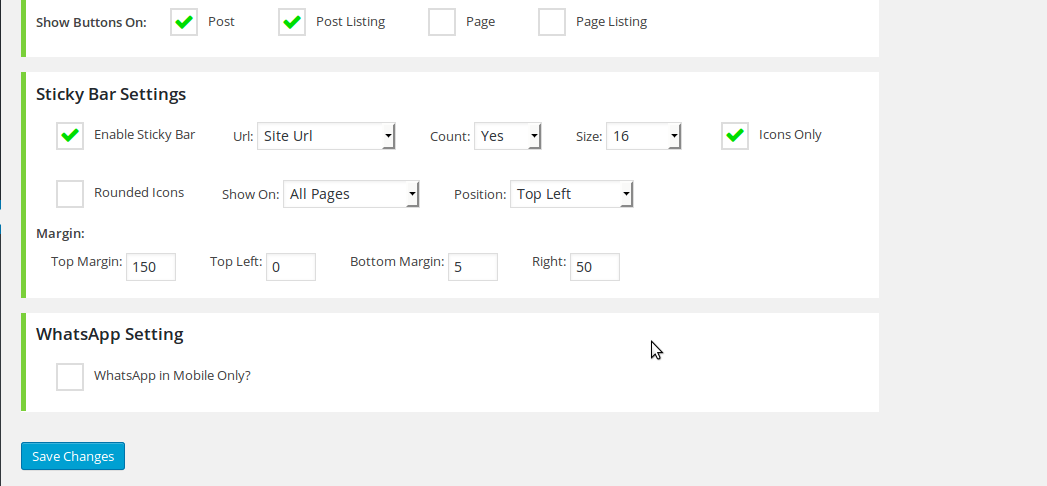 Show Buttons On: Post Post Listing Page Page Listing
Sticky Bar Settings
Enable Sticky Bar Url: Site Url Count: Yes Size: 16 Icons Only
Rounded Icons Show On: All Pages Position: Top Left
Margin:
Top Margin: 150 Top Left: 0 Bottom Margin: 5 Right: 50
WhatsApp Setting
WhatsApp in Mobile Only?
Save Changes